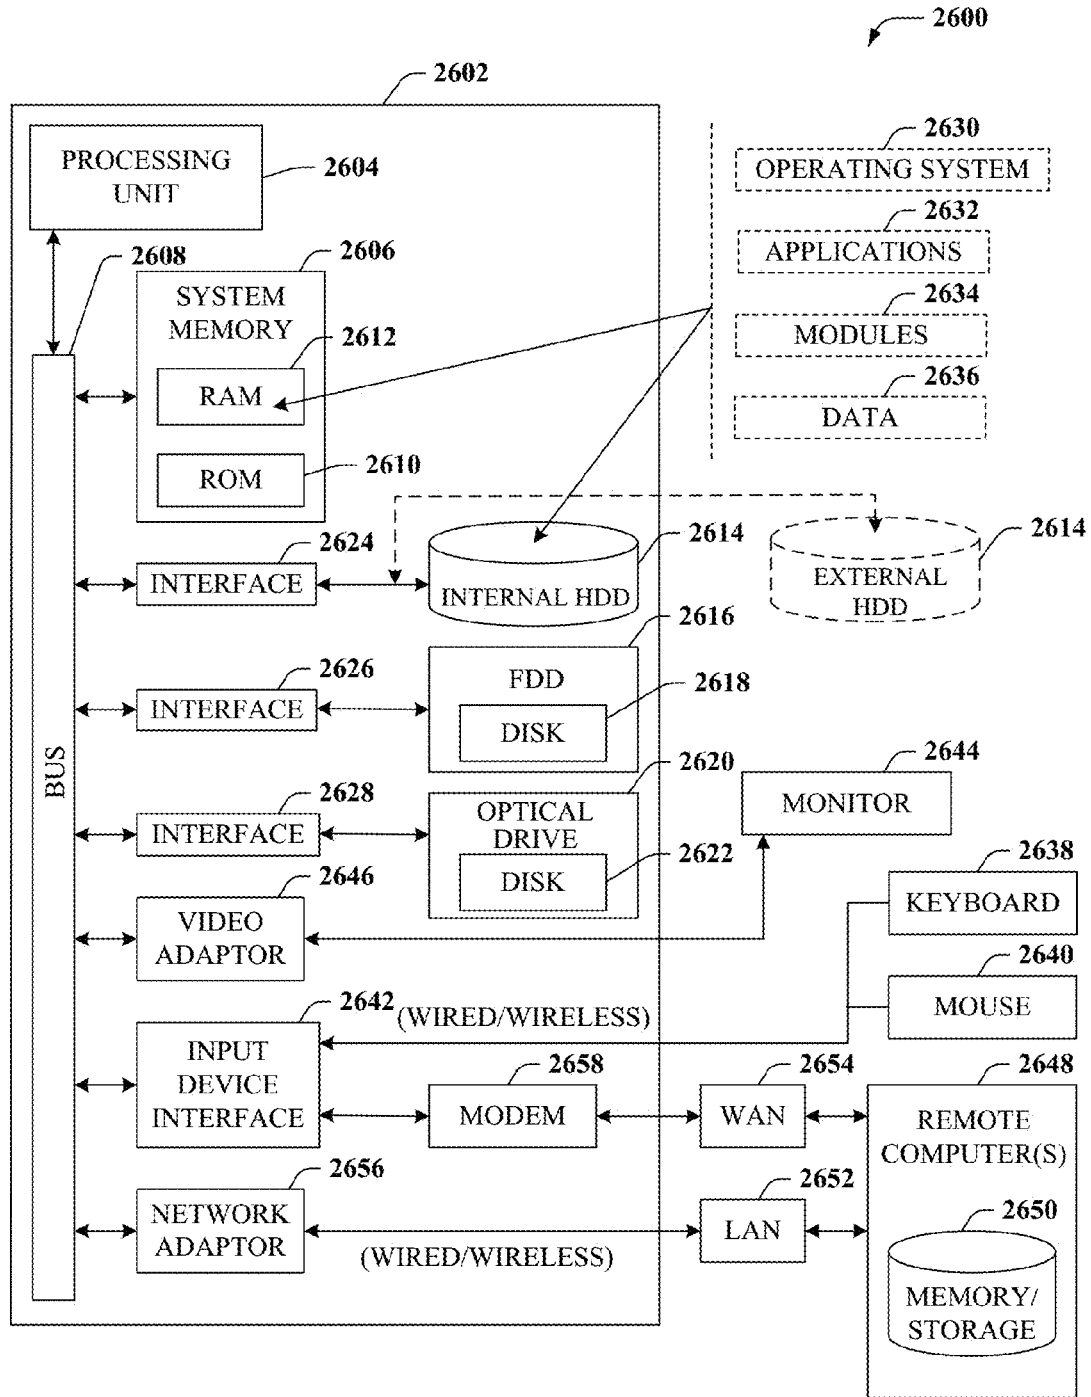 2600
2602
PROCESSING
UNIT
2604
2630
OPERATING SYSTEM
2632
APPLICATIONS
2634
MODULES
2636
DATA
2608
2606
SYSTEM
MEMORY
2612
RAM
2610
ROM
BUS
2624
INTERFACE
2614
INTERNAL HDD
2614
EXTERNAL
HDD
2626
INTERFACE
2616
FDD
2618
DISK
2628
INTERFACE
2620
OPTICAL
DRIVE
2622
DISK
2644
MONITOR
2646
VIDEO
ADAPTOR
2638
KEYBOARD
2640
MOUSE
2642
(WIRED/WIRELESS)
INPUT
DEVICE
INTERFACE
2658
MODEM
2654
WAN
2648
REMOTE
COMPUTER(S)
2656
NETWORK
ADAPTOR
(WIRED/WIRELESS)
2652
LAN
2650
MEMORY/
STORAGE